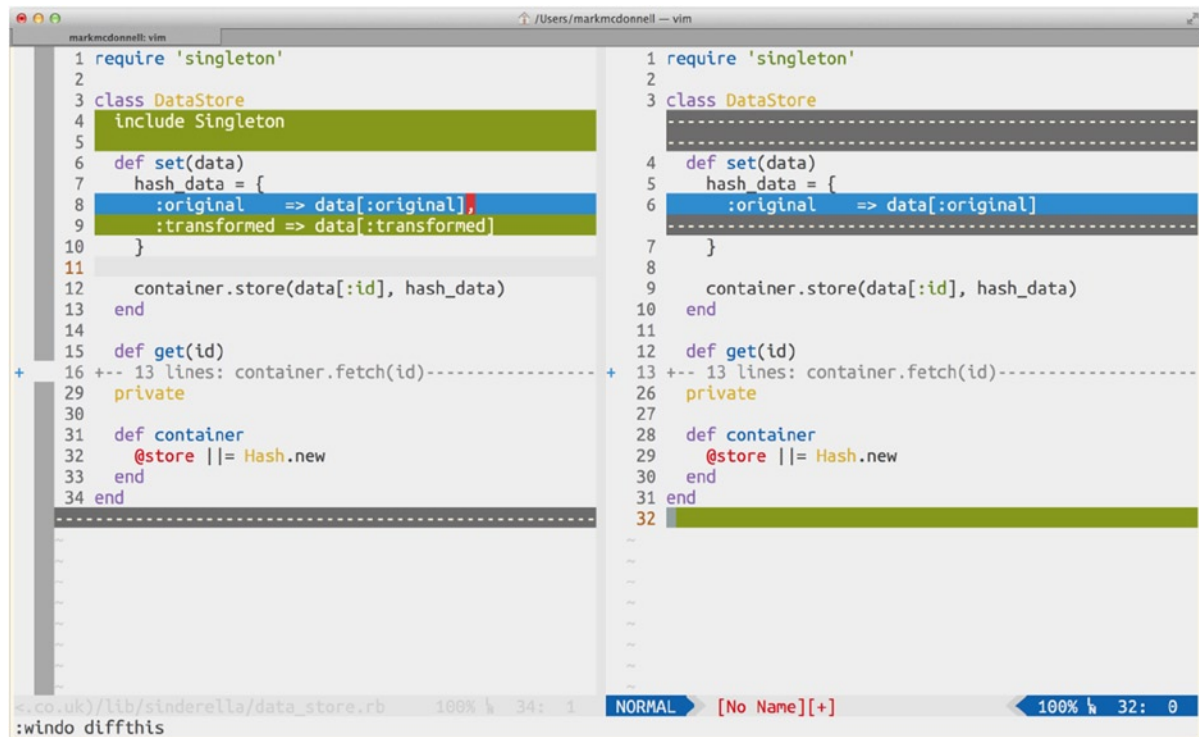 /Users/markmcdonnell — vim
markmcdonnell: vim
1 require 'singleton'
2
3 class DataStore
4   include Singleton
5
6   def set(data)
7     hash_data = {
8       :original    => data[:original],
9       :transformed => data[:transformed]
10     }
11
12     container.store(data[:id], hash_data)
13   end
14
15   def get(id)
+ 16 +-- 13 lines: container.fetch(id)-----------------
29   private
30
31   def container
32     @store ||= Hash.new
33   end
34 end
------------------------------------------------------
~
~
~
~
~
~
~
~
<.co.uk)/lib/sinderella/data_store.rb 100% 34: 1
1 require 'singleton'
2
3 class DataStore
-----------------------------------------------------
-----------------------------------------------------
4   def set(data)
5     hash_data = {
6       :original    => data[:original]
-----------------------------------------------------
7     }
8
9     container.store(data[:id], hash_data)
10   end
11
12   def get(id)
+ 13 +-- 13 lines: container.fetch(id)--------------------
26   private
27
28   def container
29     @store ||= Hash.new
30   end
31 end
32
~
~
~
~
~
~
~
~
NORMAL [No Name][+] 100% 32: 0
:windo diffthis